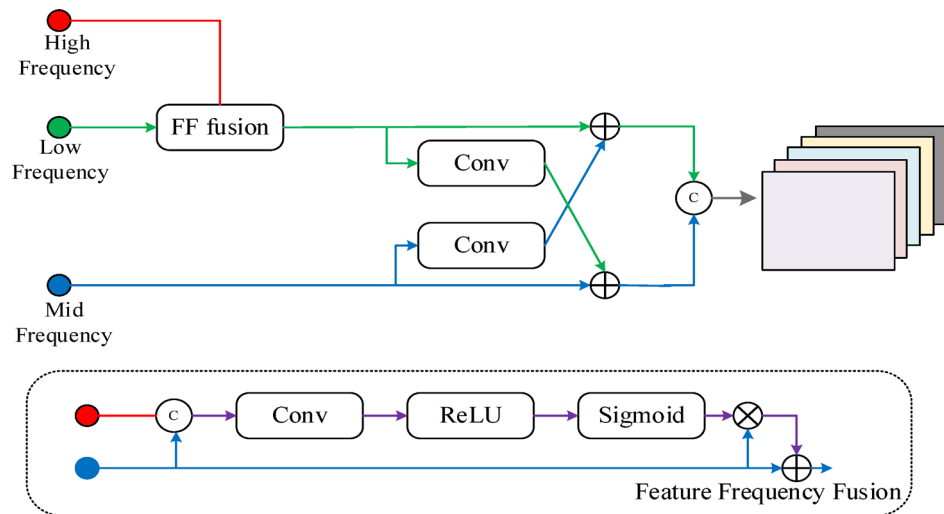 High
Frequency
FF fusion
Low
Frequency
Conv
C
Conv
Mid
Frequency
C
Conv
ReLU
Sigmoid
Feature Frequency Fusion